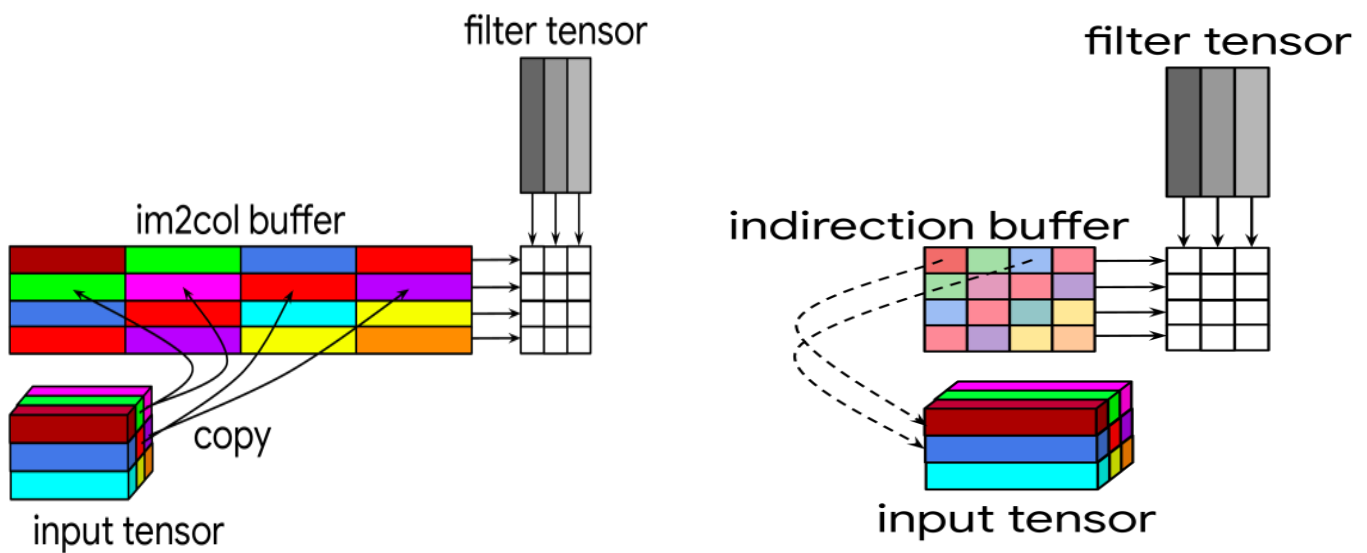 filter tensor
im2col buffer
copy
input tensor
filter tensor
indirection buffer
input tensor